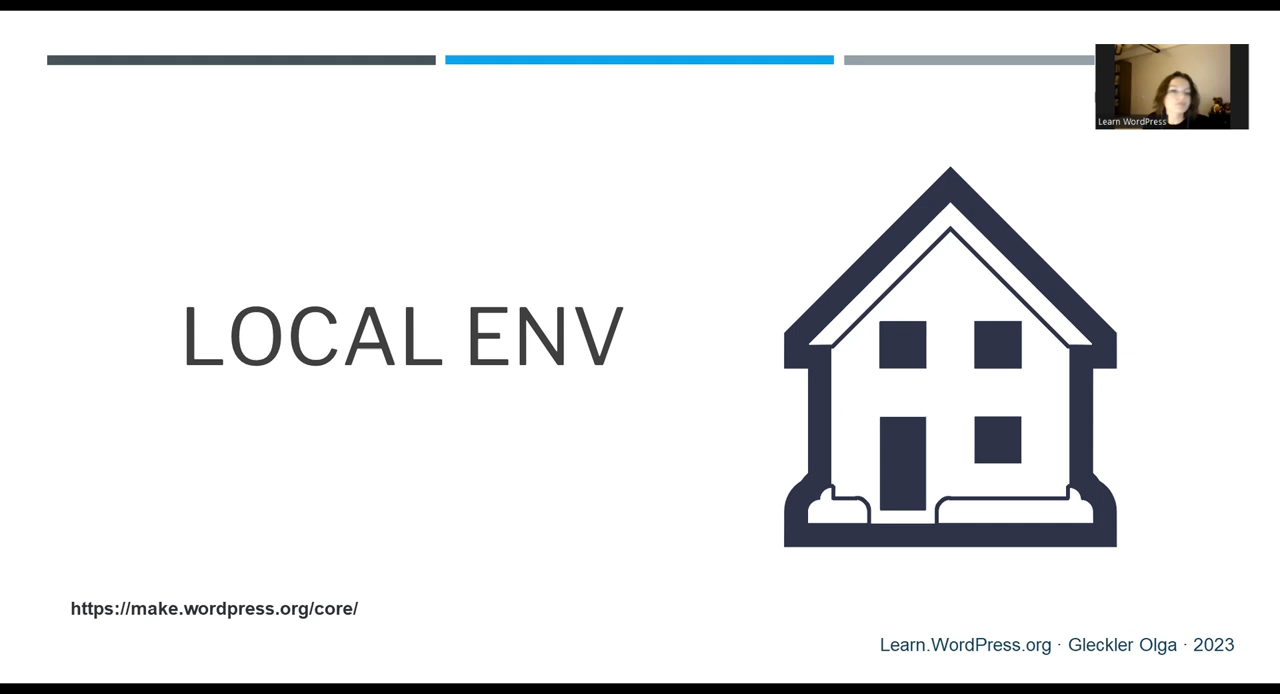 Learn WordPress
LOCAL ENV
https://make.wordpress.org/core/
Learn.WordPress.org · Gleckler Olga · 2023